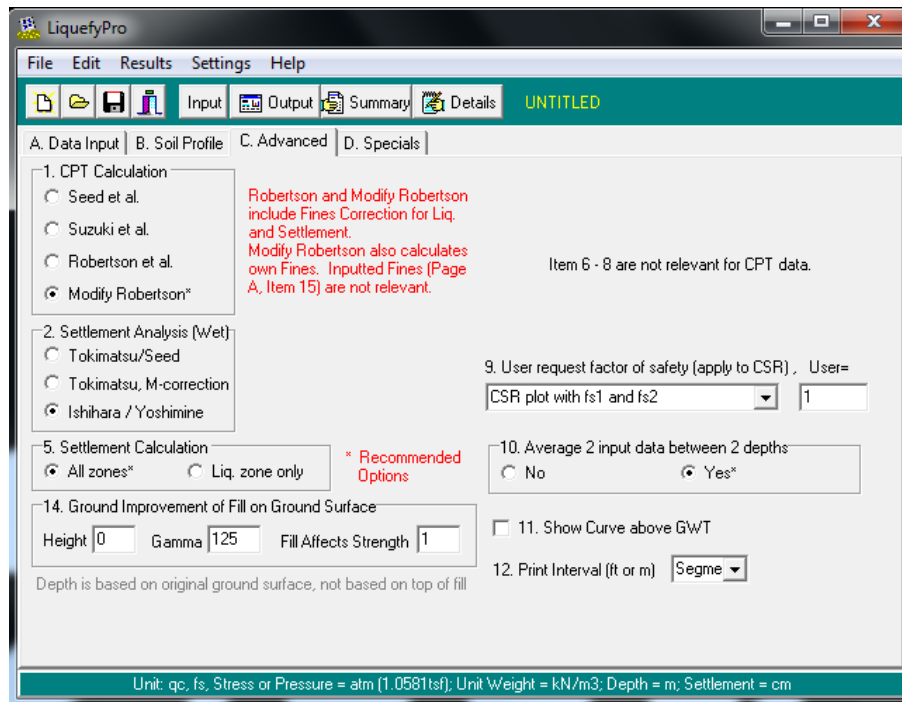 LiquefyPro
File Edit Results Settings Help
Input Output Summary Details UNTITLED
A. Data Input B. Soil Profile C. Advanced D. Specials
1. CPT Calculation
Seed et al.
Suzuki et al.
Robertson et al.
Modify Robertson*
Robertson and Modify Robertson
include Fines Correction for Liq.
and Settlement.
Modify Robertson also calculates
own Fines. Inputted Fines (Page
A, Item 15) are not relevant.
Item 6 - 8 are not relevant for CPT data.
2. Settlement Analysis (Wet)
Tokimatsu/Seed
Tokimatsu, M-correction
Ishihara / Yoshimine
9. User request factor of safety (apply to CSR) , User=
CSR plot with fs1 and fs2 1
5. Settlement Calculation
All zones* Liq. zone only
* Recommended
Options
10. Average 2 input data between 2 depths
No Yes*
14. Ground Improvement of Fill on Ground Surface
Height 0 Gamma 125 Fill Affects Strength 1
Depth is based on original ground surface, not based on top of fill
11. Show Curve above GWT
12. Print Interval (ft or m) Segme
Unit: qc, fs, Stress or Pressure = atm (1.0581tsf); Unit Weight = kN/m3; Depth = m; Settlement = cm